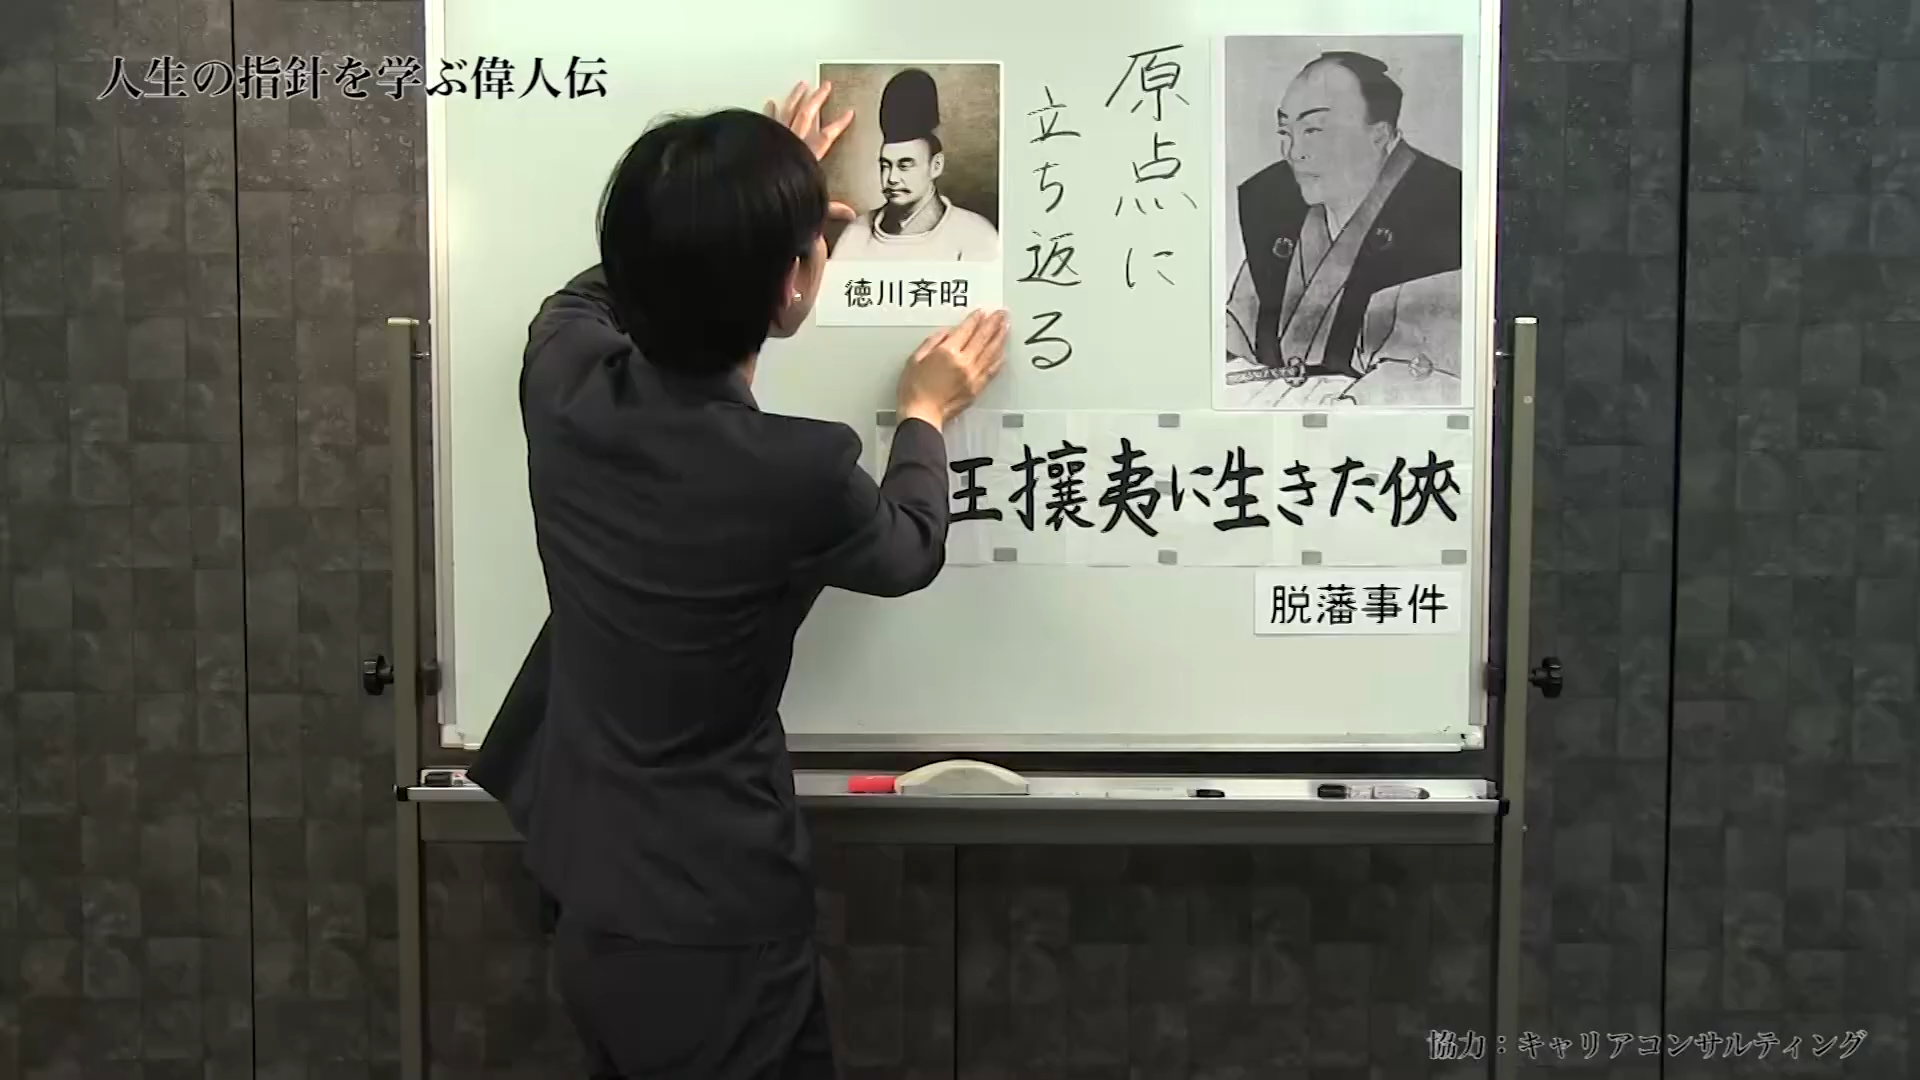 人生の指針を学ぶ偉人伝
原点に
立ち返る
徳川斉昭
王攘夷に生きた俠
脱藩事件
協力：キャリアコンサルティング